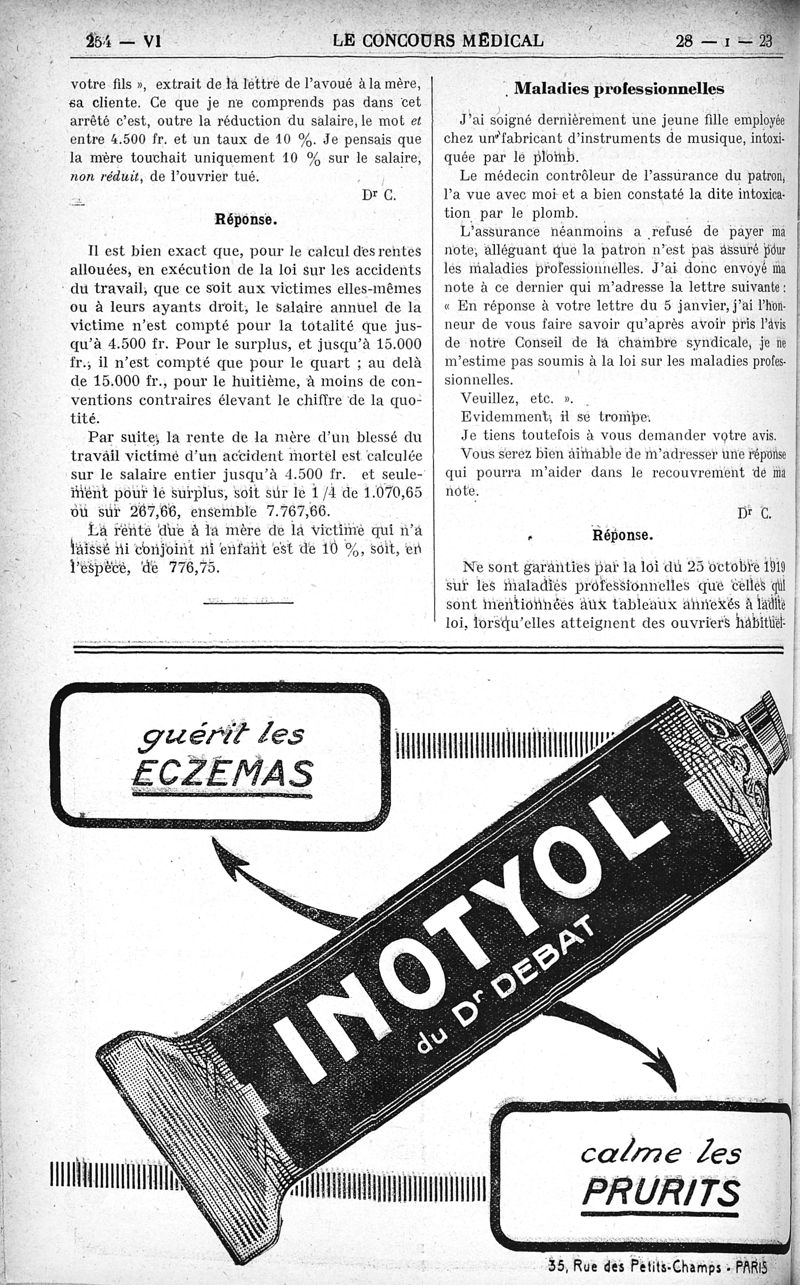 254 — VI LE CONCOURS MÉDICAL 28 — I — 23
votre fils », extrait de la lettre de l'avoué à la mère,
sa cliente. Ce que je ne comprends pas dans cet
arrêté c'est, outre la réduction du salaire, le mot et
entre 4.500 fr. et un taux de 10 %. Je pensais que
la mère touchait uniquement 10 % sur le salaire,
non réduit, de l'ouvrier tué.
Dr C.
Réponse.
Il est bien exact que, pour le calcul des rentes
allouées, en exécution de la loi sur les accidents
du travail, que ce soit aux victimes elles-mêmes
ou à leurs ayants droit, le salaire annuel de la
victime n'est compté pour la totalité que jus-
qu'à 4.500 fr. Pour le surplus, et jusqu'à 15.000
fr., il n'est compté que pour le quart ; au delà
de 15.000 fr., pour le huitième, à moins de con-
ventions contraires élevant le chiffre de la quo-
tité.
Par suite, la rente de la mère d'un blessé du
travail victime d'un accident mortel est calculée
sur le salaire entier jusqu'à 4.500 fr. et seule-
ment pour le surplus, soit sur le 1/4 de 1.070,65
ou sur 267,66, ensemble 7.767,66.
La rente due à la mère de la victime qui n'a
laissé ni conjoint ni enfant est de 10 %, soit, en
l'espèce, de 776,75.
Maladies professionnelles
J'ai soigné dernièrement une jeune fille employée
chez un fabricant d'instruments de musique, intoxi-
quée par le plomb.
Le médecin contrôleur de l'assurance du patron,
l'a vue avec moi et a bien constaté la dite intoxica-
tion par le plomb.
L'assurance néanmoins a refusé de payer ma
note, alléguant que la patron n'est pas assuré pour
les maladies professionnelles. J'ai donc envoyé ma
note à ce dernier qui m'adresse la lettre suivante :
« En réponse à votre lettre du 5 janvier, j'ai l'hon-
neur de vous faire savoir qu'après avoir pris l'avis
de notre Conseil de la chambre syndicale, je ne
m'estime pas soumis à la loi sur les maladies profes-
sionnelles.
Veuillez, etc. ».
Evidemment, il se trompe.
Je tiens toutefois à vous demander votre avis.
Vous serez bien aimable de m'adresser une réponse
qui pourra m'aider dans le recouvrement de ma
note.
Dr C.
Réponse.
Ne sont garanties par la loi du 25 octobre 1919
sur les maladies professionnelles que celles qui
sont mentionnées aux tableaux annexés à ladite
loi, lorsqu'elles atteignent des ouvriers habituel-
guérit les
ECZEMAS
INOTYOL
du Dr DEBAT
calme les
PRURITS
35, Rue des Petits-Champs - PARIS